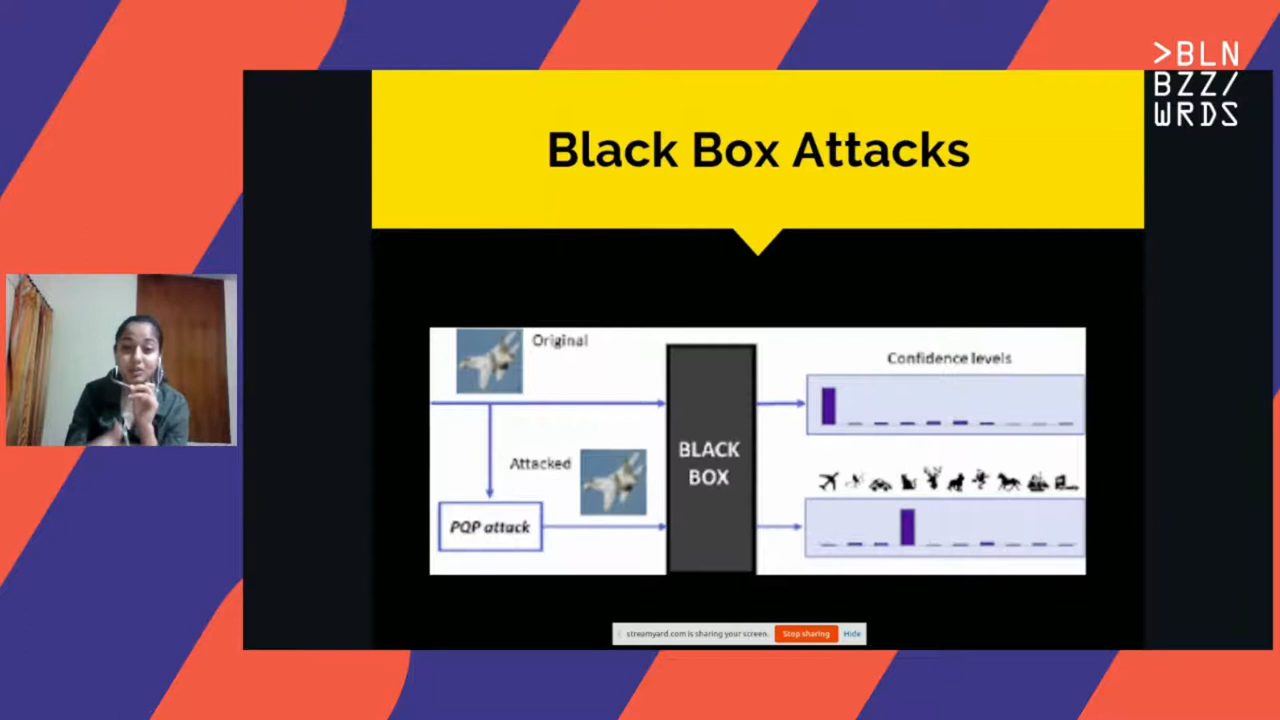 >BLN
BZZ/
WRDS
Black Box Attacks
Original
Confidence levels
BLACK
BOX
Attacked
PQP attack
streamyard.com is sharing your screen.
Stop sharing
Hide